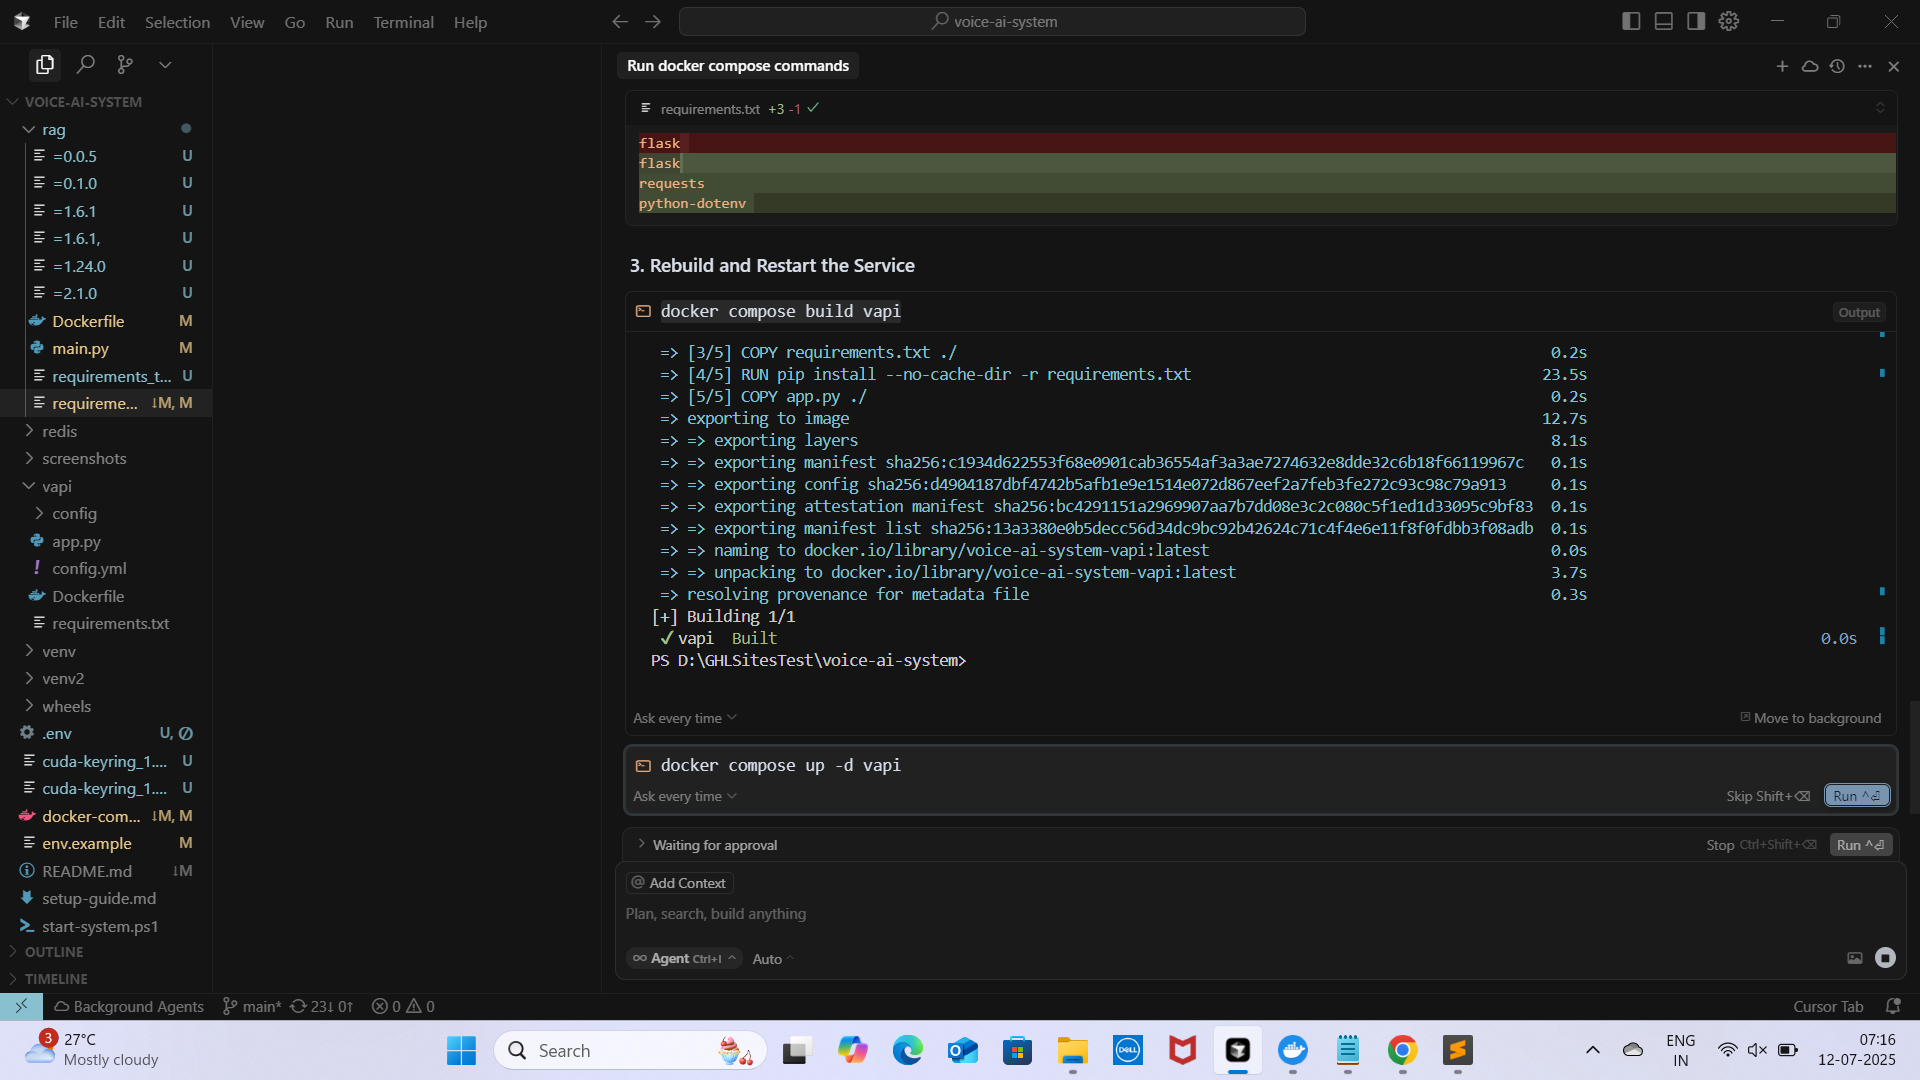 File Edit Selection View Go Run Terminal Help
voice-ai-system
VOICE-AI-SYSTEM
rag
=0.0.5 U
=0.1.0 U
=1.6.1 U
=1.6.1, U
=1.24.0 U
=2.1.0 U
Dockerfile M
main.py M
requirements_t... U
requireme... ↓M, M
redis
screenshots
vapi
config
app.py
config.yml
Dockerfile
requirements.txt
venv
venv2
wheels
.env U,
cuda-keyring_1.... U
cuda-keyring_1.... U
docker-com... ↓M, M
env.example M
README.md ↓M
setup-guide.md
start-system.ps1
OUTLINE
TIMELINE
Run docker compose commands
requirements.txt +3 -1
flask
flask
requests
python-dotenv
3. Rebuild and Restart the Service
docker compose build vapi Output
=> [3/5] COPY requirements.txt ./ 0.2s
=> [4/5] RUN pip install --no-cache-dir -r requirements.txt 23.5s
=> [5/5] COPY app.py ./ 0.2s
=> exporting to image 12.7s
=> => exporting layers 8.1s
=> => exporting manifest sha256:c1934d622553f68e0901cab36554af3a3ae7274632e8dde32c6b18f66119967c 0.1s
=> => exporting config sha256:d4904187dbf4742b5afb1e9e1514e072d867eef2a7feb3fe272c93c98c79a913 0.1s
=> => exporting attestation manifest sha256:bc4291151a2969907aa7b7dd08e3c2c080c5f1ed1d33095c9bf83 0.1s
=> => exporting manifest list sha256:13a3380e0b5decc56d34dc9bc92b42624c71c4f4e6e11f8f0fdbb3f08adb 0.1s
=> => naming to docker.io/library/voice-ai-system-vapi:latest 0.0s
=> => unpacking to docker.io/library/voice-ai-system-vapi:latest 3.7s
=> resolving provenance for metadata file 0.3s
[+] Building 1/1
✓ vapi Built 0.0s
PS D:\GHLSitesTest\voice-ai-system>
Ask every time Move to background
docker compose up -d vapi
Ask every time Skip Shift+⌫ Run ^⏎
Waiting for approval Stop Ctrl+Shift+⌫ Run ^⏎
@ Add Context
Plan, search, build anything
∞ Agent Ctrl+I Auto
Background Agents main* 23↓ 0↑ 0 0 Cursor Tab
3 27°C
Mostly cloudy
Search
DELL
ENG
IN
07:16
12-07-2025